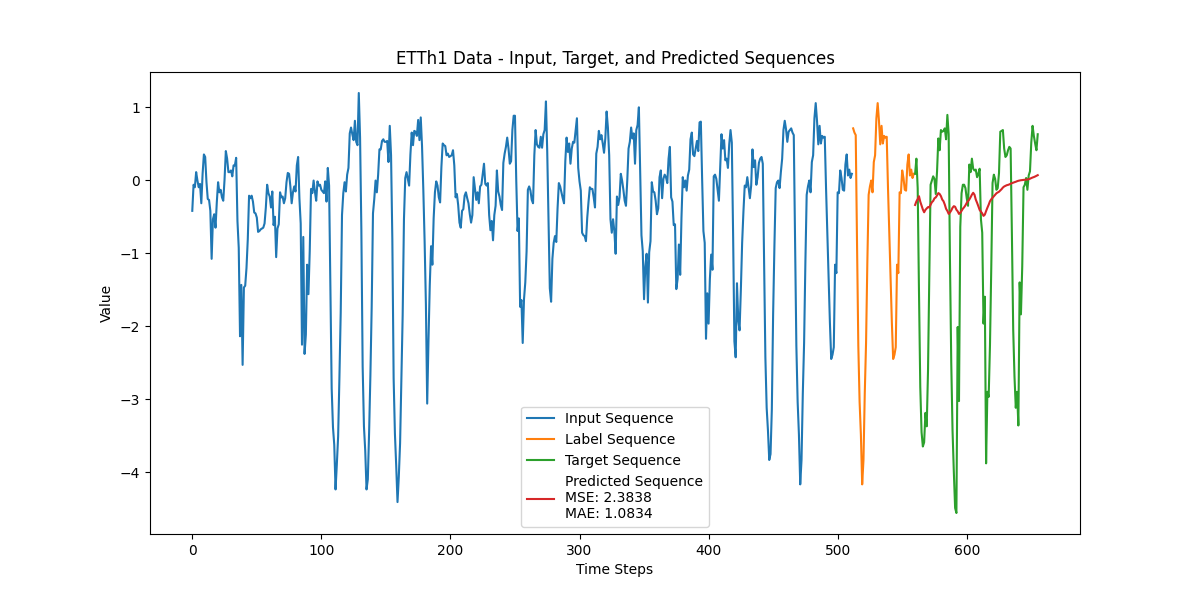 ETTh1 Data - Input, Target, and Predicted Sequences
1
0
−1
−2
−3
−4
Value
0 100 200 300 400 500 600
Time Steps
Input Sequence
Label Sequence
Target Sequence
Predicted Sequence
MSE: 2.3838
MAE: 1.0834